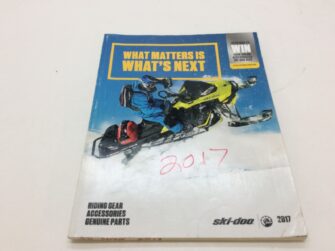 WHAT MATTERS IS
WHAT'S NEXT
WIN
2017
RIDING GEAR
ACCESSORIES
GENUINE PARTS
ski-doo
2017